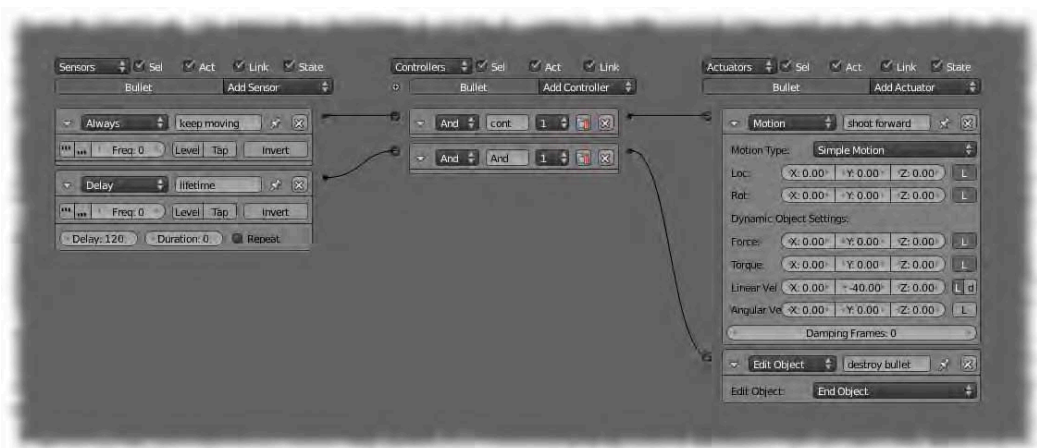 Sensors Sel Act Link State
Bullet Add Sensor
Always keep moving
Freq: 0 Level Tap Invert
Delay lifetime
Freq: 0 Level Tap Invert
Delay: 120 Duration: 0 Repeat
Controllers Sel Act Link
Bullet Add Controller
And cont 1
And And 1
Actuators Sel Act Link State
Bullet Add Actuator
Motion shoot forward
Motion Type: Simple Motion
Loc: X: 0.00 Y: 0.00 Z: 0.00 L
Rot: X: 0.00 Y: 0.00 Z: 0.00 L
Dynamic Object Settings:
Force: X: 0.00 Y: 0.00 Z: 0.00 L
Torque: X: 0.00 Y: 0.00 Z: 0.00 L
Linear Vel X: 0.00 -40.00 Z: 0.00 L d
Angular Ve X: 0.00 Y: 0.00 Z: 0.00 L
Damping Frames: 0
Edit Object destroy bullet
Edit Object: End Object